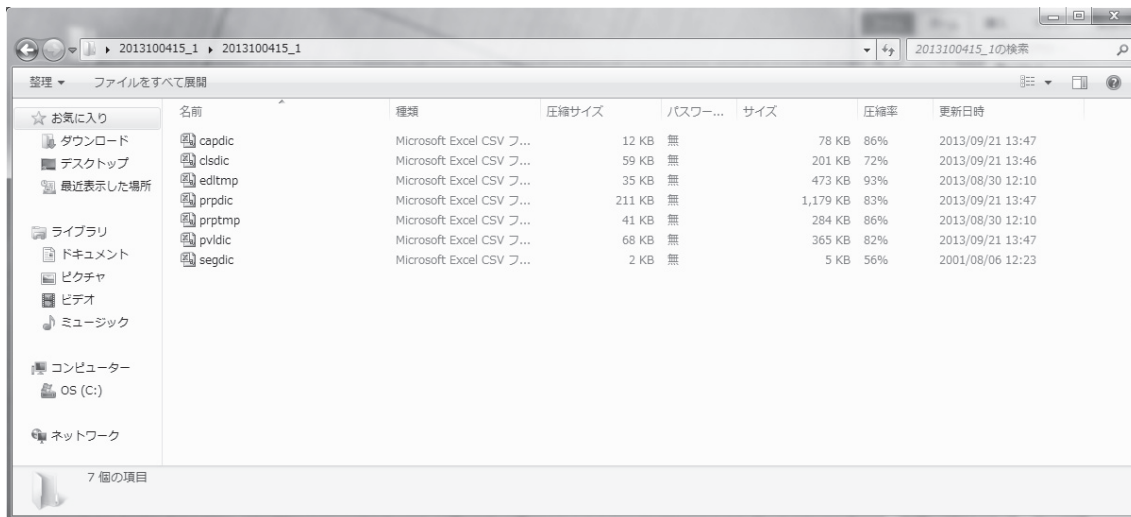 2013100415_1 ▸ 2013100415_1
2013100415_1の検索
整理 ▼ ファイルをすべて展開
名前 種類 圧縮サイズ パスワー... サイズ 圧縮率 更新日時
capdic Microsoft Excel CSV フ... 12 KB 無 78 KB 86% 2013/09/21 13:47
clsdic Microsoft Excel CSV フ... 59 KB 無 201 KB 72% 2013/09/21 13:46
edltmp Microsoft Excel CSV フ... 35 KB 無 473 KB 93% 2013/08/30 12:10
prpdic Microsoft Excel CSV フ... 211 KB 無 1,179 KB 83% 2013/09/21 13:47
prptmp Microsoft Excel CSV フ... 41 KB 無 284 KB 86% 2013/08/30 12:10
pvldic Microsoft Excel CSV フ... 68 KB 無 365 KB 82% 2013/09/21 13:47
segdic Microsoft Excel CSV フ... 2 KB 無 5 KB 56% 2001/08/06 12:23
お気に入り
ダウンロード
デスクトップ
最近表示した場所
ライブラリ
ドキュメント
ピクチャ
ビデオ
ミュージック
コンピューター
OS (C:)
ネットワーク
7 個の項目